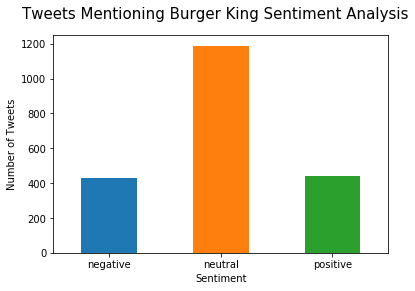 Tweets Mentioning Burger King Sentiment Analysis
1200
1000
800
600
400
200
0
Number of Tweets
negative neutral positive
Sentiment